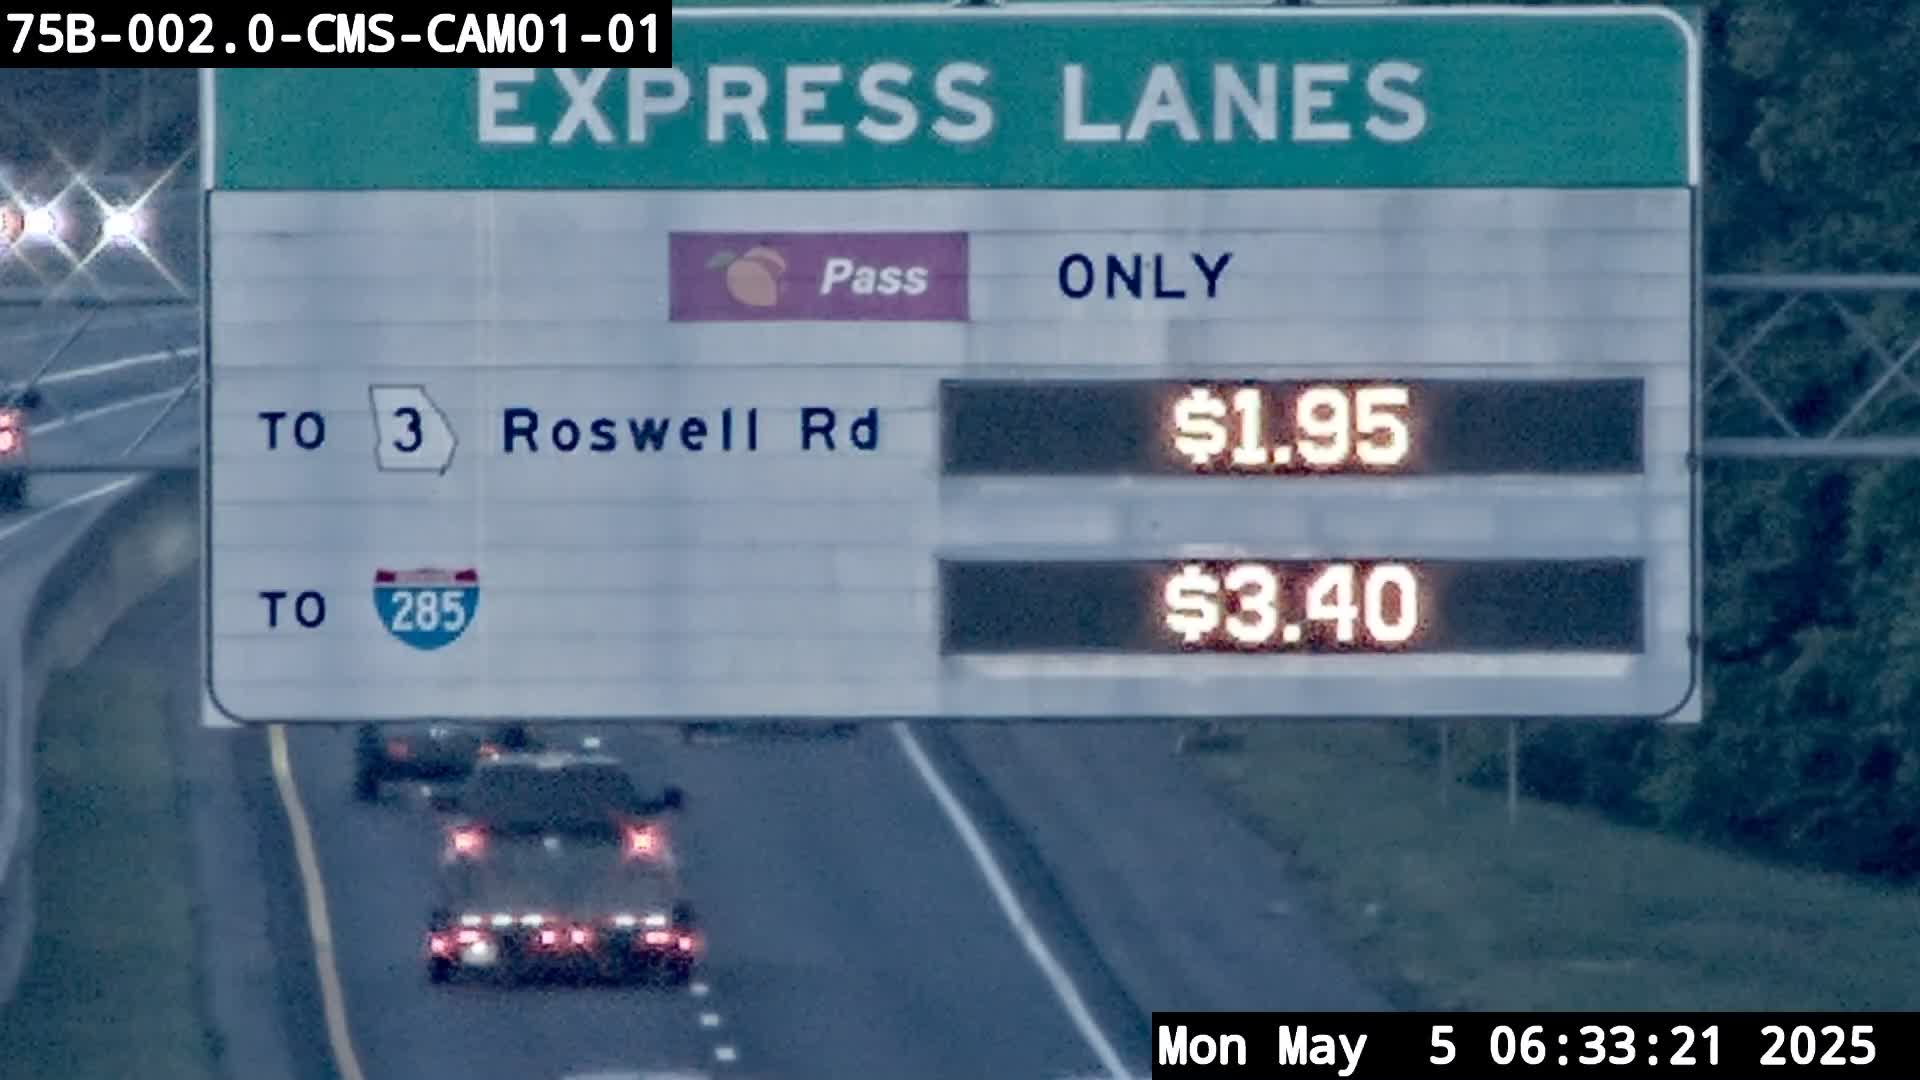 75B-002.0-CMS-CAM01-01
EXPRESS LANES
Pass ONLY
TO 3 Roswell Rd $1.95
TO 285 $3.40
Mon May 5 06:33:21 2025